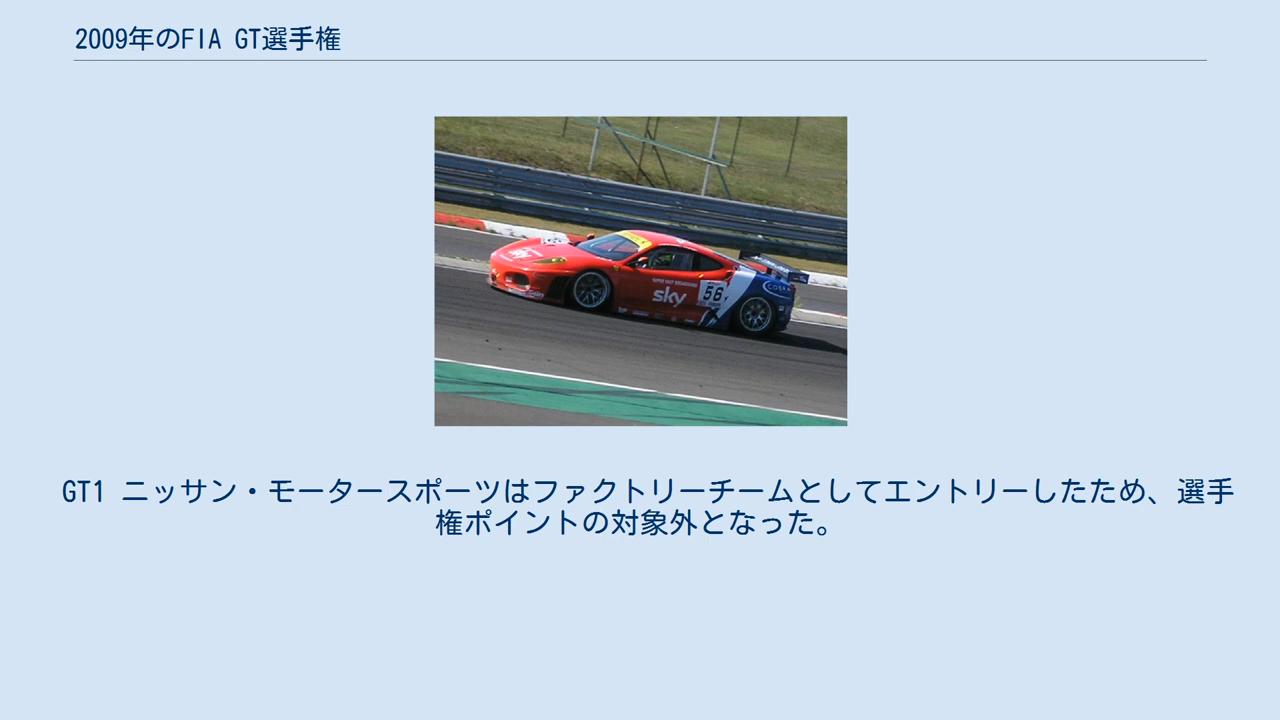 2009年のFIA GT選手権
sky
56
GT1 ニッサン・モータースポーツはファクトリーチームとしてエントリーしたため、選手
権ポイントの対象外となった。